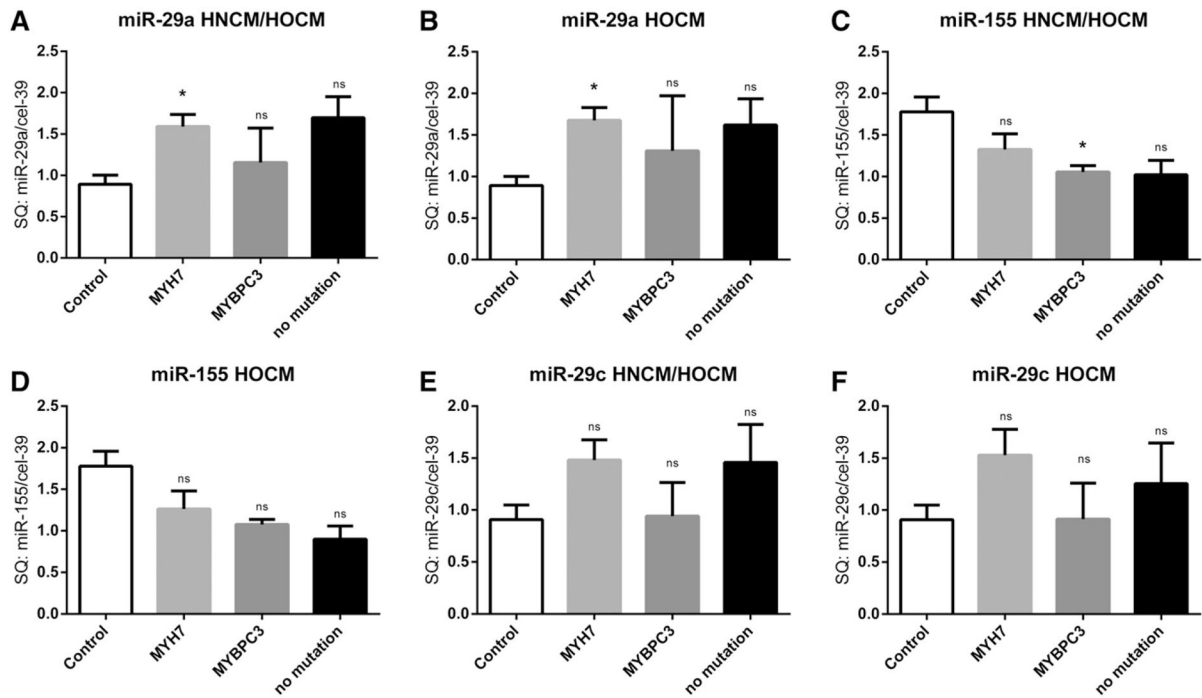 A
miR-29a HNCM/HOCM
SQ: miR-29a/cel-39
2.5
2.0
1.5
1.0
0.5
0.0
*
ns
ns
Control
MYH7
MYBPC3
no mutation
B
miR-29a HOCM
SQ: miR-29a/cel-39
2.5
2.0
1.5
1.0
0.5
0.0
*
ns
ns
Control
MYH7
MYBPC3
no mutation
C
miR-155 HNCM/HOCM
SQ: miR-155/cel-39
2.5
2.0
1.5
1.0
0.5
0.0
ns
*
ns
Control
MYH7
MYBPC3
no mutation
D
miR-155 HOCM
SQ: miR-155/cel-39
2.5
2.0
1.5
1.0
0.5
0.0
ns
ns
ns
Control
MYH7
MYBPC3
no mutation
E
miR-29c HNCM/HOCM
SQ: miR-29c/cel-39
2.0
1.5
1.0
0.5
0.0
ns
ns
ns
Control
MYH7
MYBPC3
no mutation
F
miR-29c HOCM
SQ: miR-29c/cel-39
2.0
1.5
1.0
0.5
0.0
ns
ns
ns
Control
MYH7
MYBPC3
no mutation